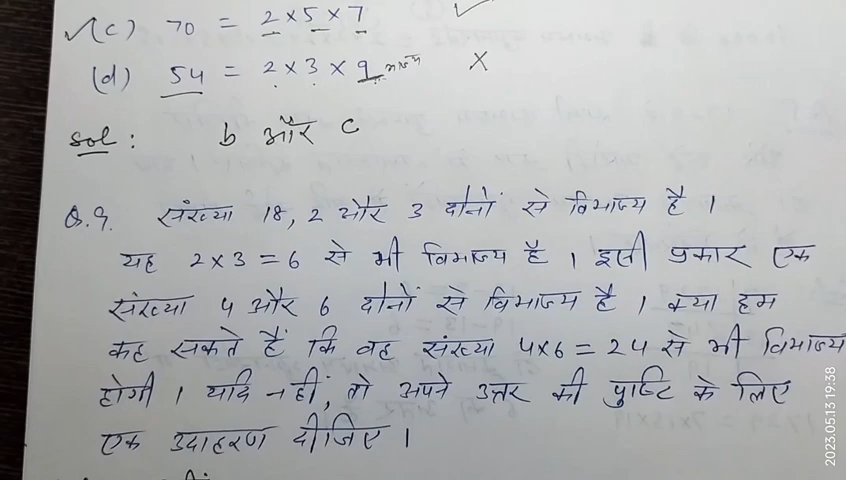 (c) 70 = 2×5×7
(d) 54 = 2×3×9 भाज्य ×
Sol: b और c
Q.9. संख्या 18, 2 और 3 दोनों से विभाज्य है ।
यह 2×3=6 से भी विभाज्य है । इसी प्रकार एक
संख्या 4 और 6 दोनों से विभाज्य है । क्या हम
कह सकते हैं कि वह संख्या 4×6=24 से भी विभाज्य
होगी । यदि नहीं, तो अपने उत्तर की पुष्टि के लिए
एक उदाहरण दीजिए ।
2023.05.13 19:38